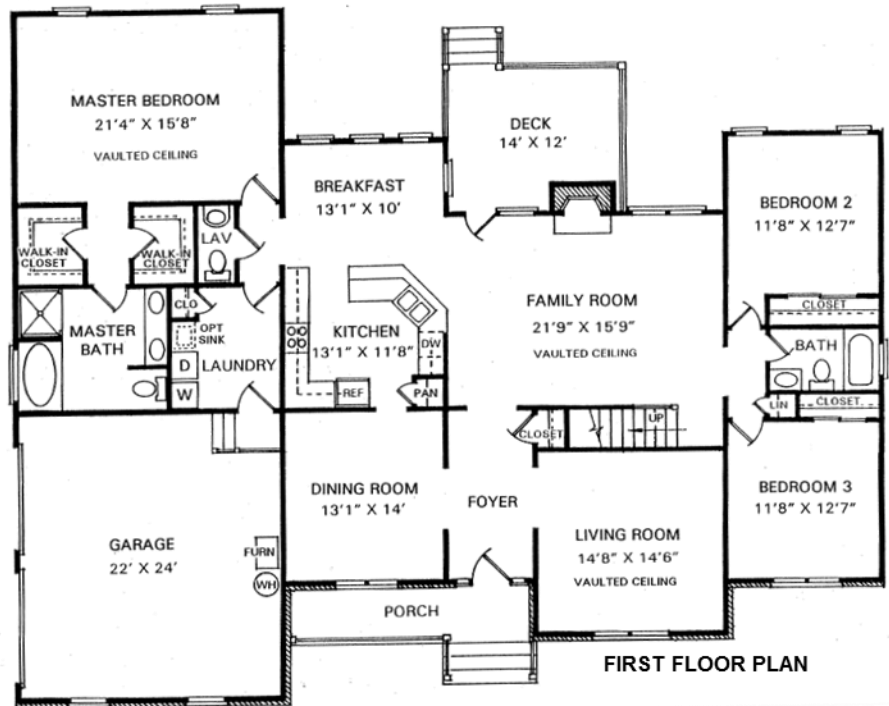 MASTER BEDROOM
21'4" X 15'8"
VAULTED CEILING
DECK
14' X 12'
BREAKFAST
13'1" X 10'
BEDROOM 2
11'8" X 12'7"
WALK-IN
CLOSET
WALK-IN
CLOSET
LAV
CLO
OPT
SINK
MASTER
BATH
D
W
LAUNDRY
KITCHEN
13'1" X 11'8"
DW
REF
PAN
FAMILY ROOM
21'9" X 15'9"
VAULTED CEILING
CLOSET
BATH
LIN
CLOSET
CLOSET
UP
DINING ROOM
13'1" X 14'
FOYER
LIVING ROOM
14'8" X 14'6"
VAULTED CEILING
BEDROOM 3
11'8" X 12'7"
GARAGE
22' X 24'
FURN
WH
PORCH
FIRST FLOOR PLAN